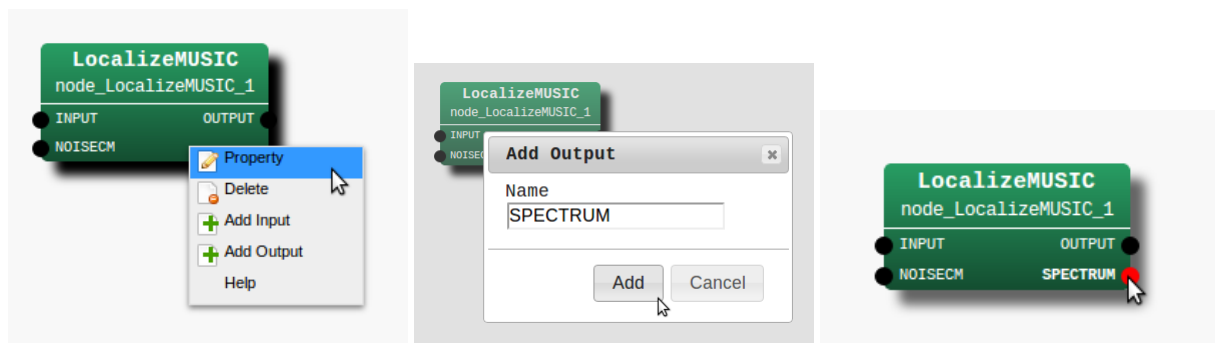 LocalizeMUSIC
node_LocalizeMUSIC_1
INPUT OUTPUT
NOISECM
Property
Delete
Add Input
Add Output
Help
LocalizeMUSIC
node_LocalizeMUSIC_1
INPUT
Add Output
Name
SPECTRUM
Add Cancel
LocalizeMUSIC
node_LocalizeMUSIC_1
INPUT OUTPUT
NOISECM SPECTRUM